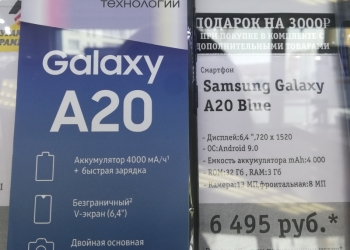 ТЕХНОЛОГИИ
Galaxy
A20
Аккумулятор 4000 мА/ч¹
+ быстрая зарядка
Безграничный²
V-экран (6,4")
Двойная основная
ПОДАРОК НА 3000Р
ПРИ ПОКУПКЕ В КОМПЛЕКТЕ С
ДОПОЛНИТЕЛЬНЫМИ ТОВАРАМИ
Смартфон
Samsung Galaxy
A20 Blue
- Дисплей:6,4 ",720 x 1520
- ОС:Android 9.0
- Емкость аккумулятора mAh:4 000
- ROM:32 Гб , RAM:3 Гб
- Камера:13 МП,фронтальная:8 МП
6 495 руб.*